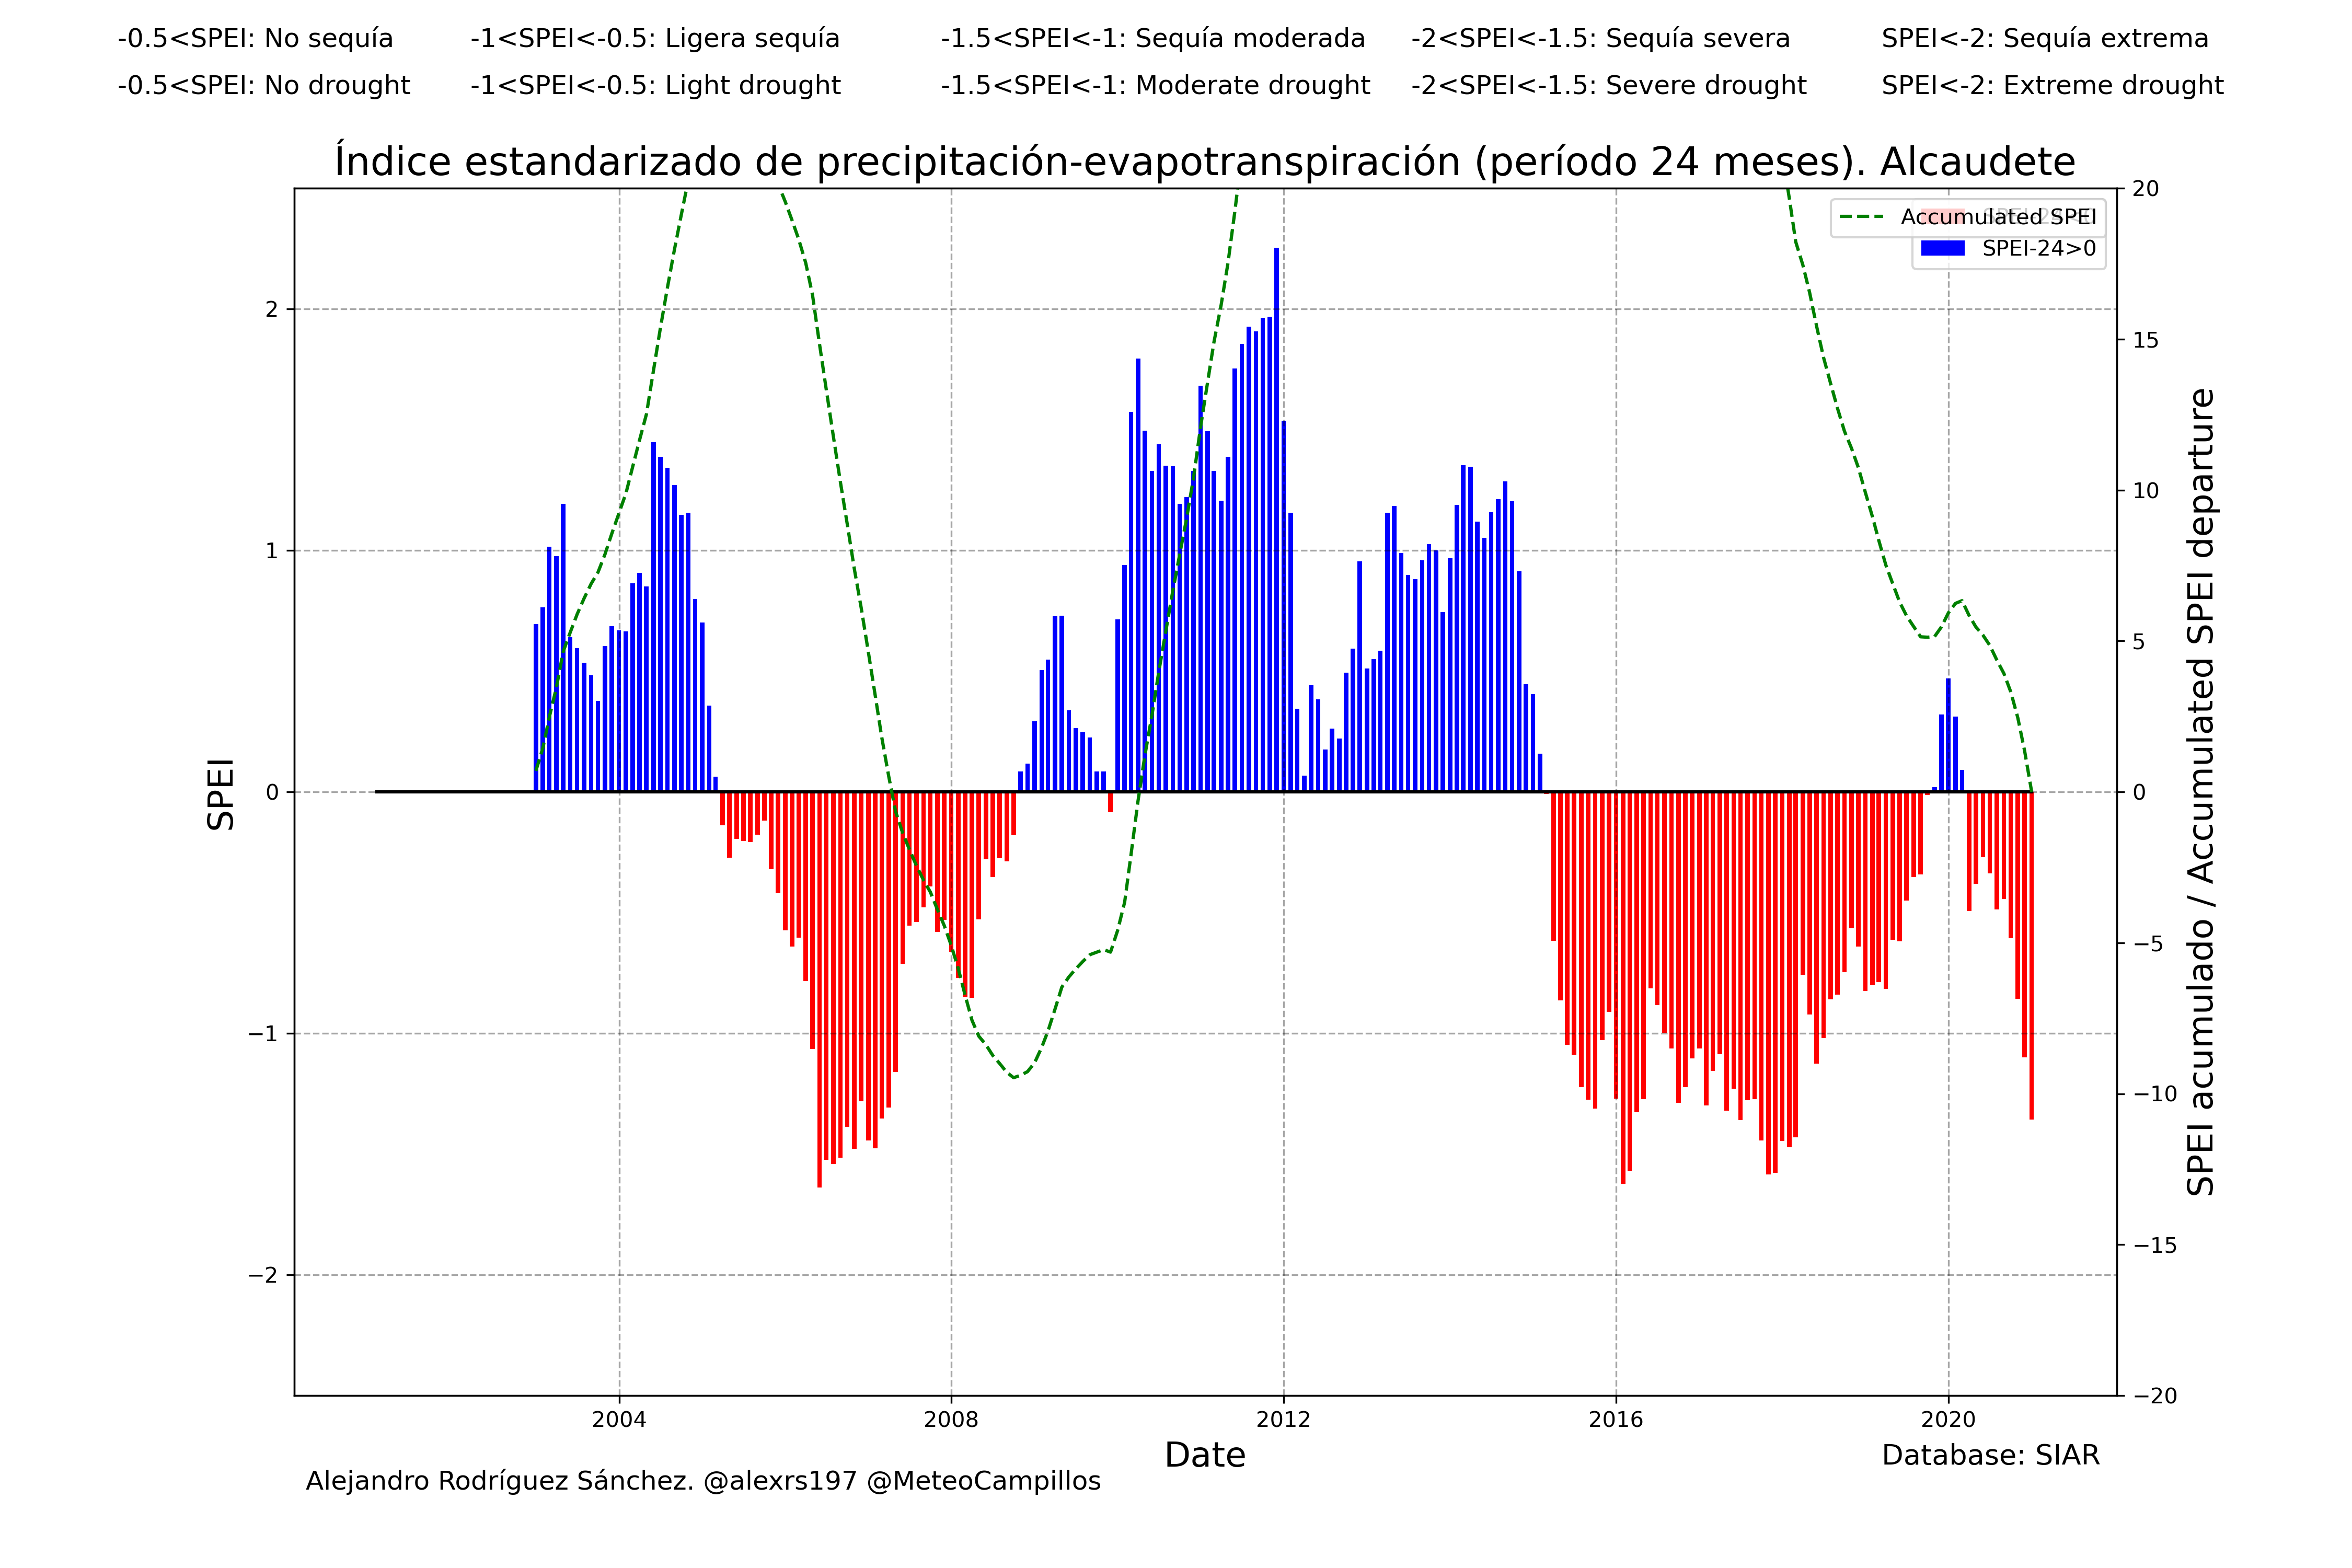 -0.5<SPEI: No sequía
-1<SPEI<-0.5: Ligera sequía
-1.5<SPEI<-1: Sequía moderada
-2<SPEI<-1.5: Sequía severa
SPEI<-2: Sequía extrema
-0.5<SPEI: No drought
-1<SPEI<-0.5: Light drought
-1.5<SPEI<-1: Moderate drought
-2<SPEI<-1.5: Severe drought
SPEI<-2: Extreme drought
Índice estandarizado de precipitación-evapotranspiración (período 24 meses). Alcaudete
Accumulated SPEI
SPEI-24>0
SPEI
2
1
0
−1
−2
20
15
10
5
0
−5
−10
−15
−20
SPEI acumulado / Accumulated SPEI departure
2004
2008
2012
2016
2020
Date
Database: SIAR
Alejandro Rodríguez Sánchez. @alexrs197 @MeteoCampillos